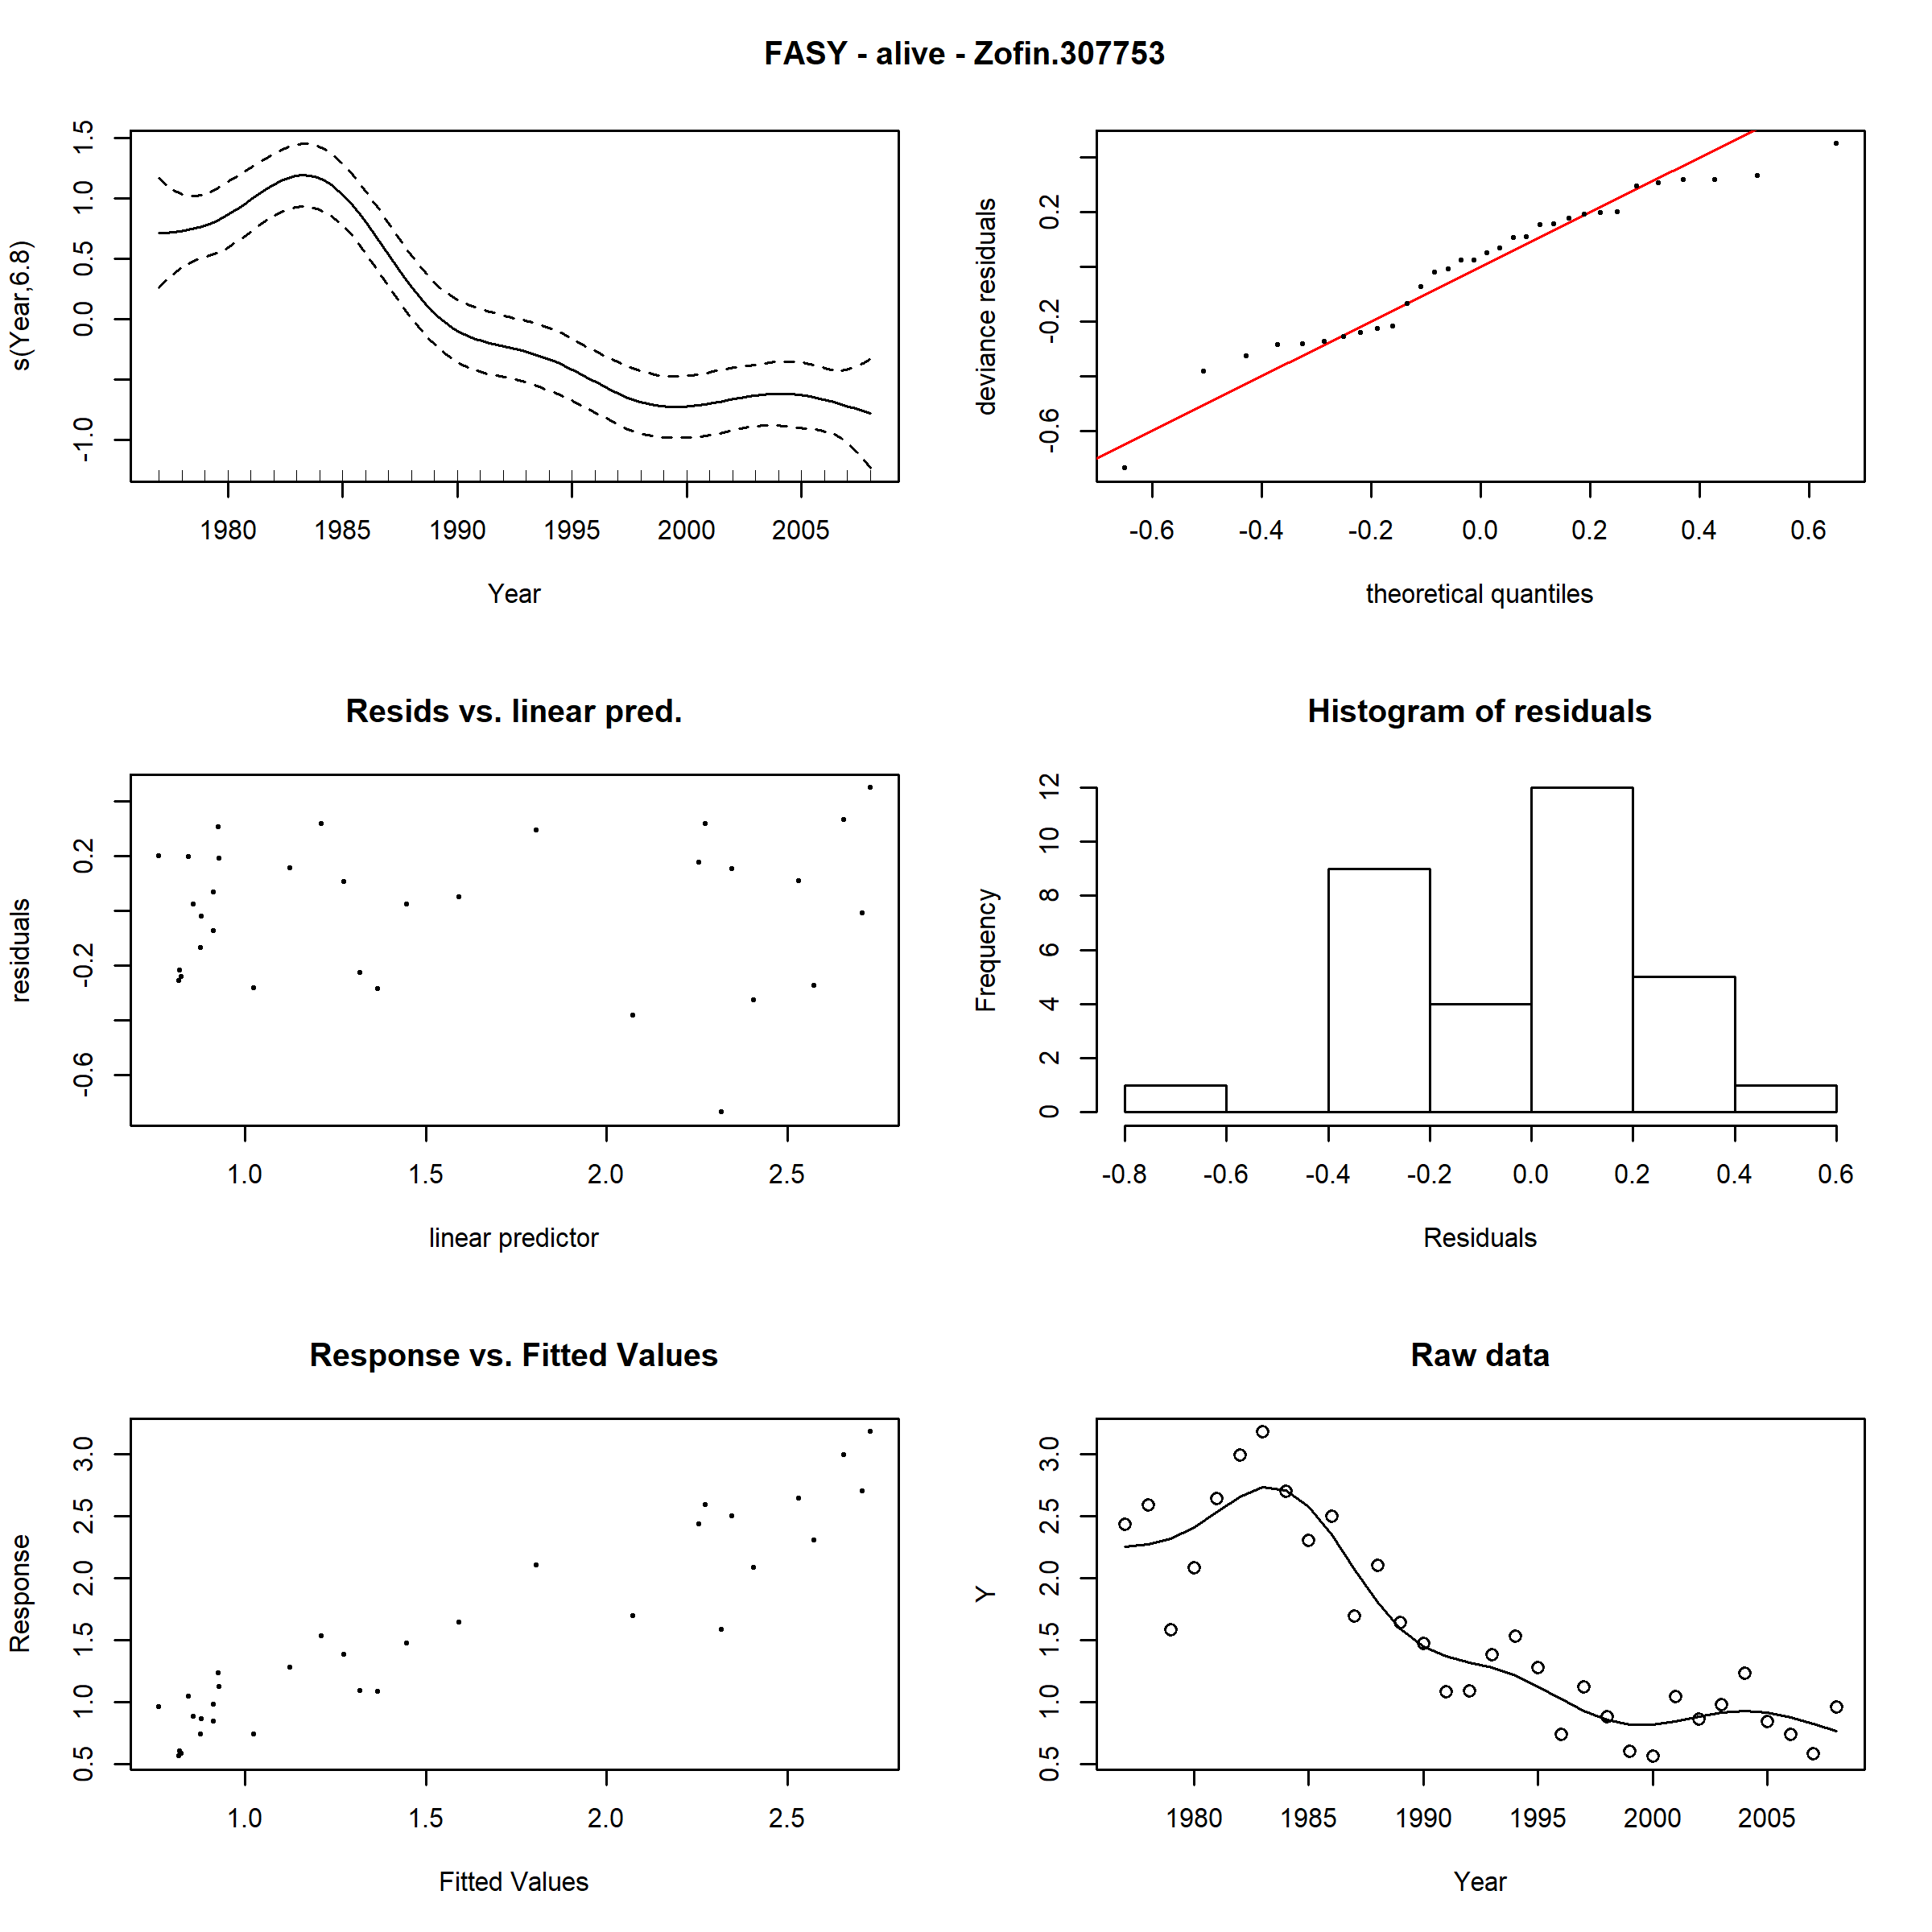 FASY - alive - Zofin.307753
s(Year,6.8)
1.5
1.0
0.5
0.0
-1.0
1980 1985 1990 1995 2000 2005
Year
deviance residuals
0.2
-0.2
-0.6
-0.6 -0.4 -0.2 0.0 0.2 0.4 0.6
theoretical quantiles
Resids vs. linear pred.
residuals
0.2
-0.2
-0.6
1.0 1.5 2.0 2.5
linear predictor
Histogram of residuals
Frequency
12
10
8
6
4
2
0
-0.8 -0.6 -0.4 -0.2 0.0 0.2 0.4 0.6
Residuals
Response vs. Fitted Values
Response
3.0
2.5
2.0
1.5
1.0
0.5
1.0 1.5 2.0 2.5
Fitted Values
Raw data
Y
3.0
2.5
2.0
1.5
1.0
0.5
1980 1985 1990 1995 2000 2005
Year